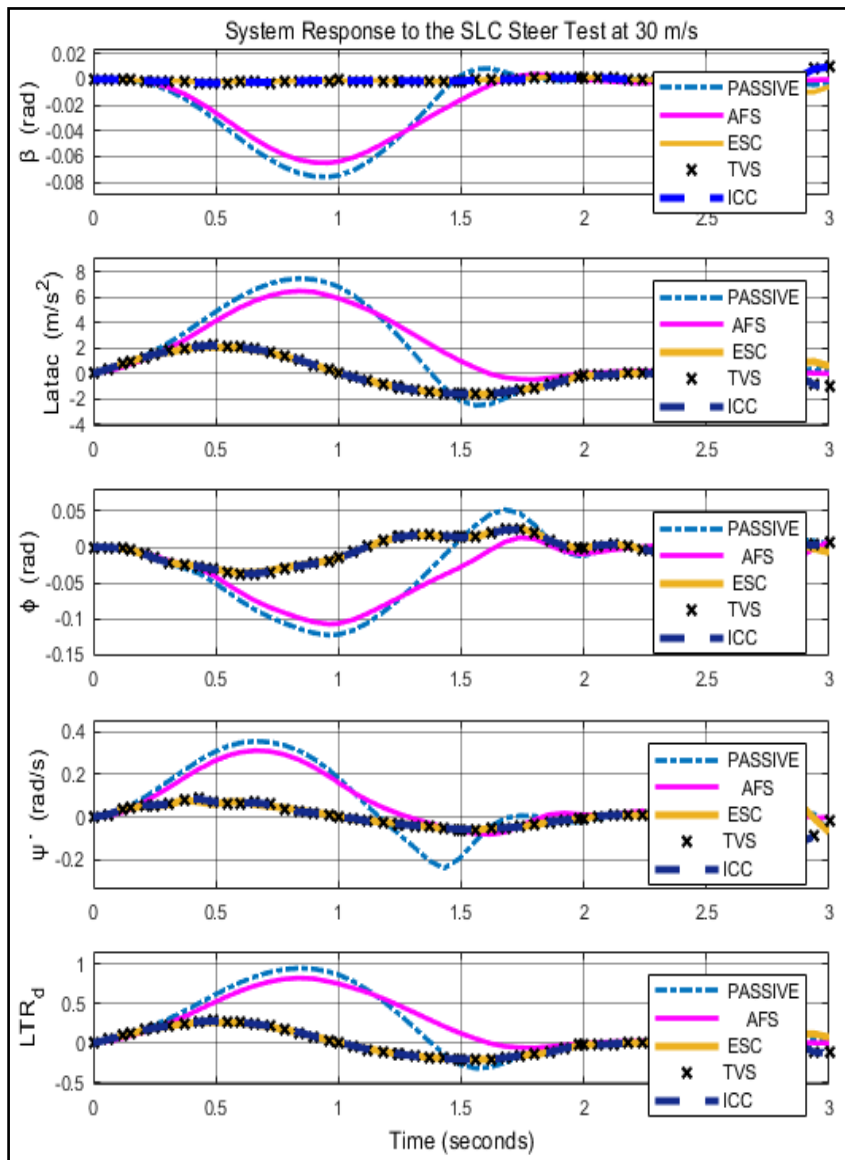 System Response to the SLC Steer Test at 30 m/s
β (rad)
0.02
0
-0.02
-0.04
-0.06
-0.08
0 0.5 1 1.5 2 2.5 3
PASSIVE
AFS
ESC
TVS
ICC
Latac (m/s²)
8
6
4
2
0
-2
-4
0 0.5 1 1.5 2 2.5 3
PASSIVE
AFS
ESC
TVS
ICC
ϕ (rad)
0.05
0
-0.05
-0.1
-0.15
0 0.5 1 1.5 2 2.5 3
PASSIVE
AFS
ESC
TVS
ICC
ψ˙ (rad/s)
0.4
0.2
0
-0.2
0 0.5 1 1.5 2 2.5 3
PASSIVE
AFS
ESC
TVS
ICC
LTR_d
1
0.5
0
-0.5
0 0.5 1 1.5 2 2.5 3
PASSIVE
AFS
ESC
TVS
ICC
Time (seconds)